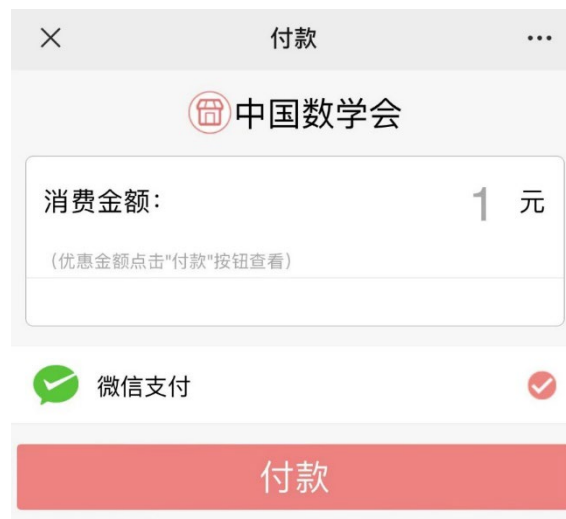 付款
中国数学会
消费金额： 1 元
（优惠金额点击"付款"按钮查看）
微信支付
付款